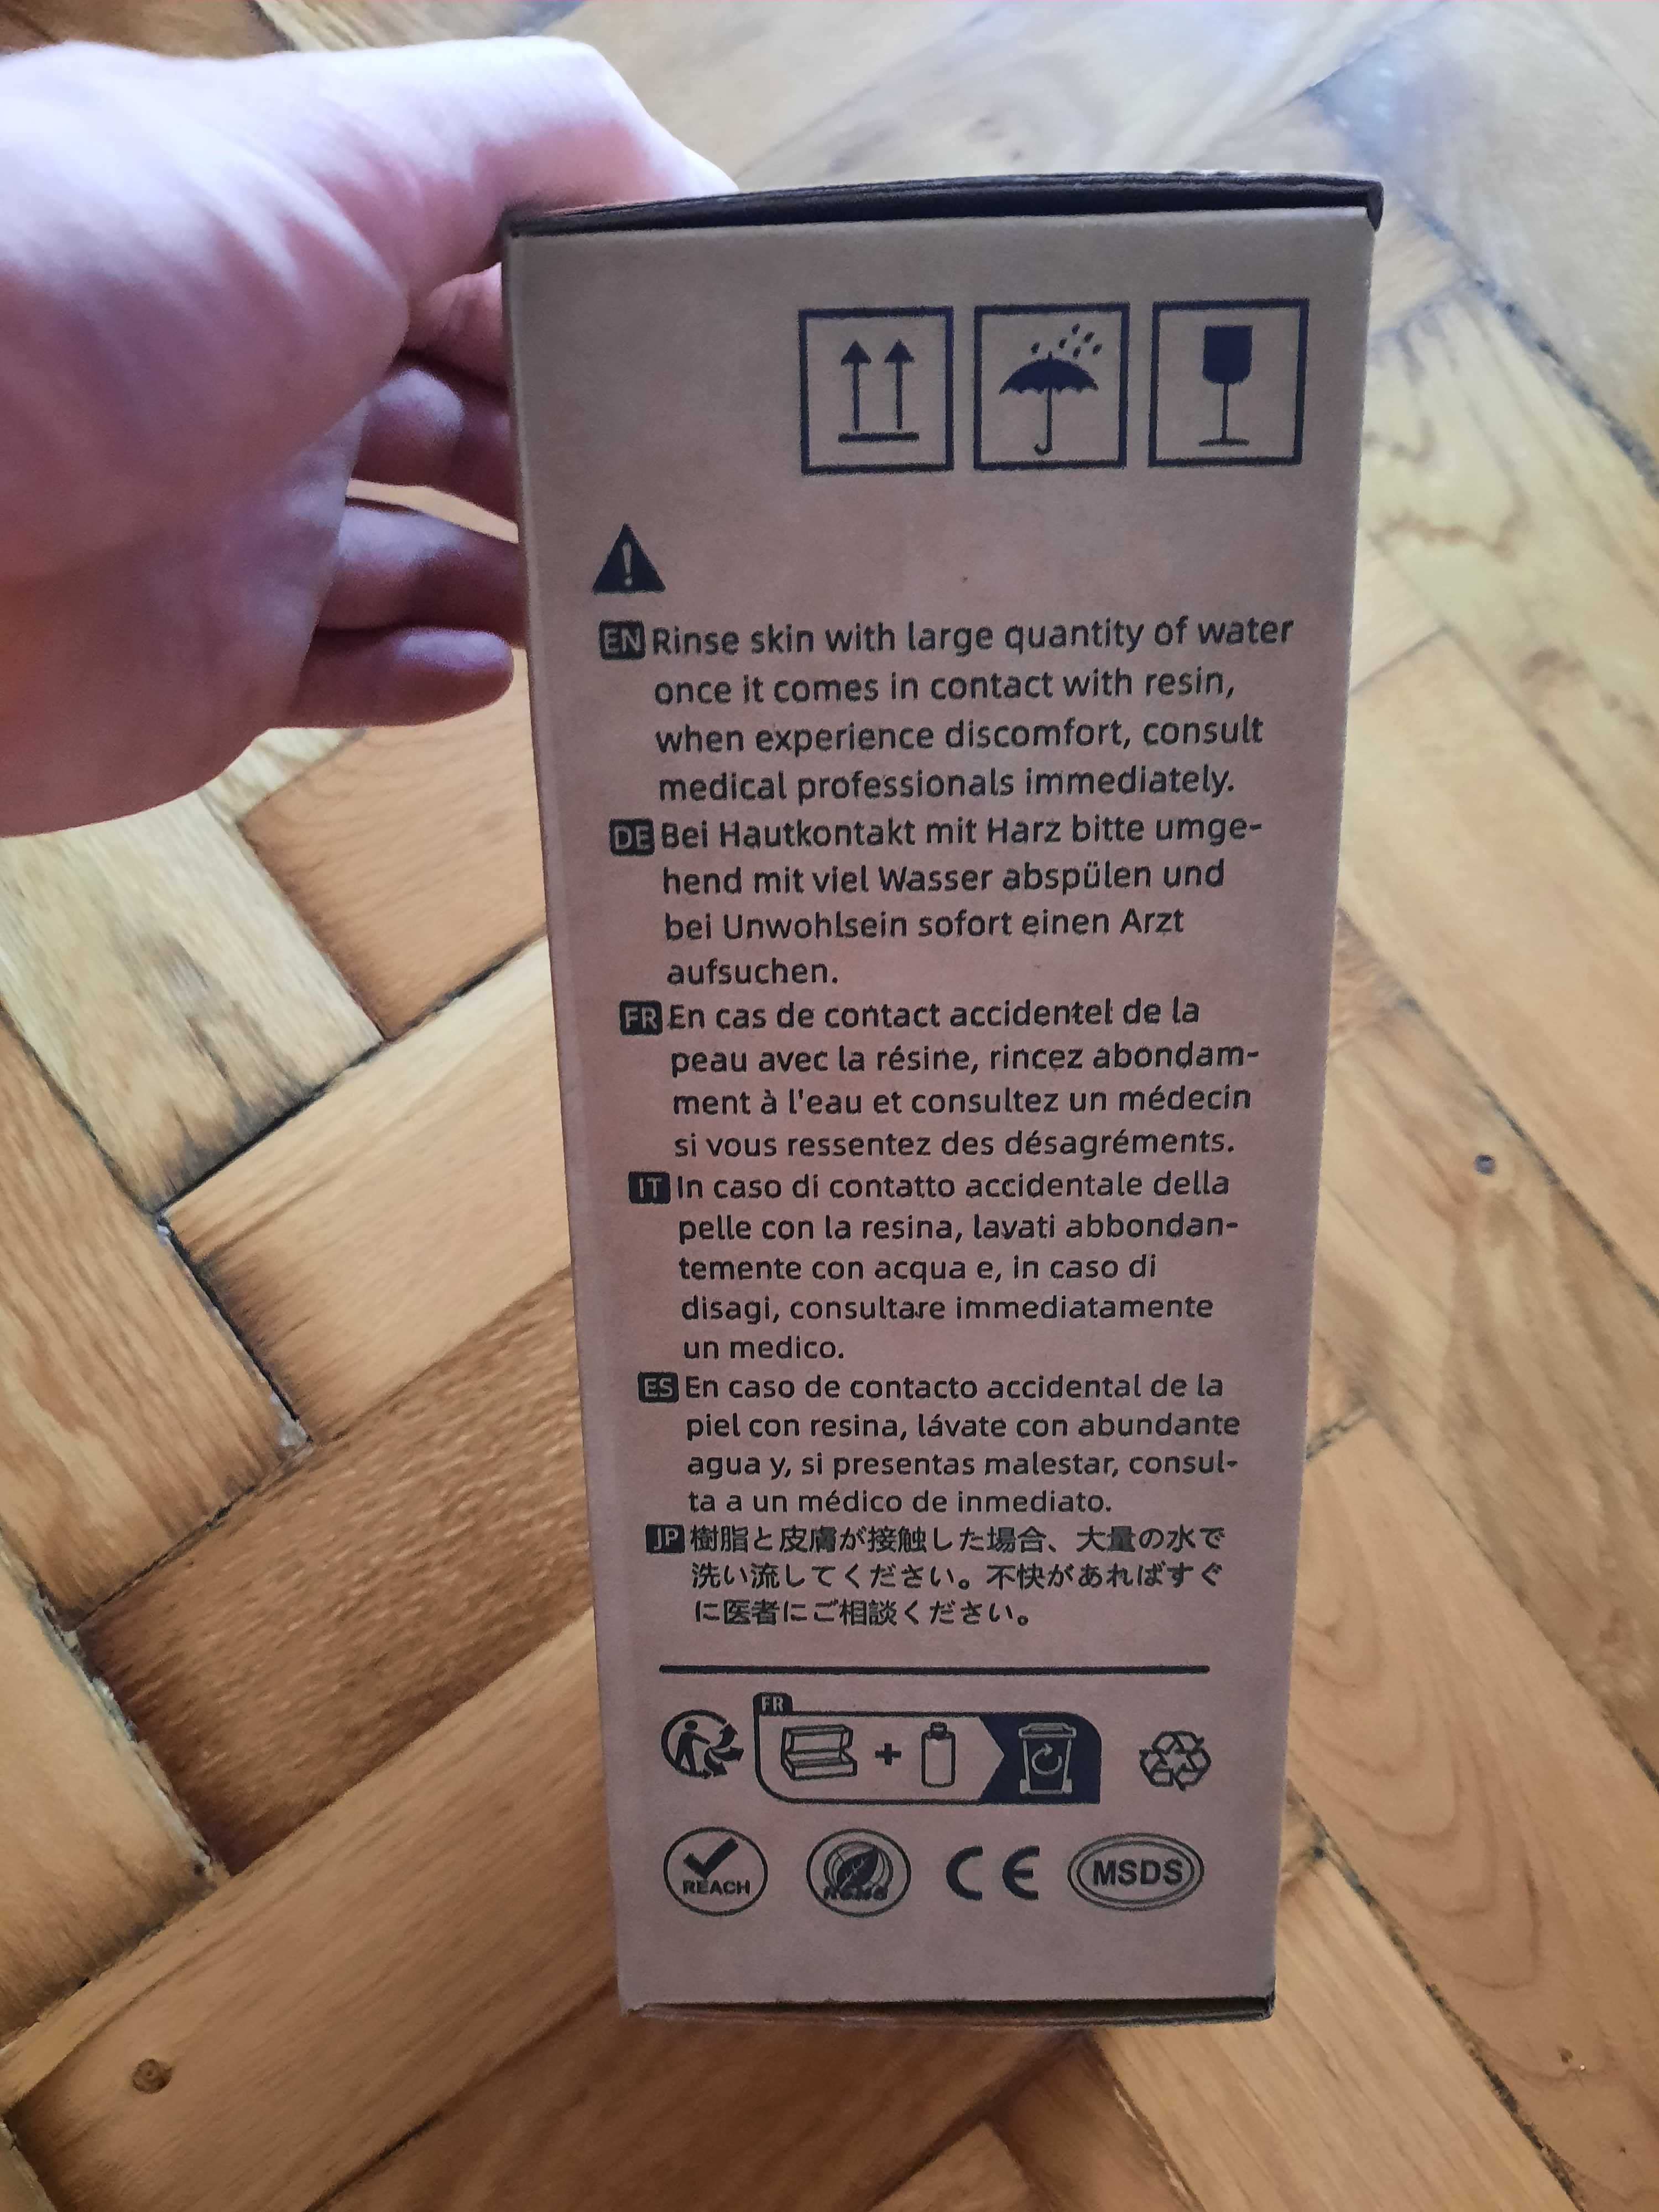 EN Rinse skin with large quantity of water
once it comes in contact with resin,
when experience discomfort, consult
medical professionals immediately.
DE Bei Hautkontakt mit Harz bitte umge-
hend mit viel Wasser abspülen und
bei Unwohlsein sofort einen Arzt
aufsuchen.
FR En cas de contact accidentel de la
peau avec la résine, rincez abondam-
ment à l'eau et consultez un médecin
si vous ressentez des désagréments.
IT In caso di contatto accidentale della
pelle con la resina, lavati abbondan-
temente con acqua e, in caso di
disagi, consultare immediatamente
un medico.
ES En caso de contacto accidental de la
piel con resina, lávate con abundante
agua y, si presentas malestar, consul-
ta a un médico de inmediato.
JP 樹脂と皮膚が接触した場合、大量の水で
洗い流してください。不快があればすぐ
に医者にご相談ください。
FR
+
REACH
CE
MSDS